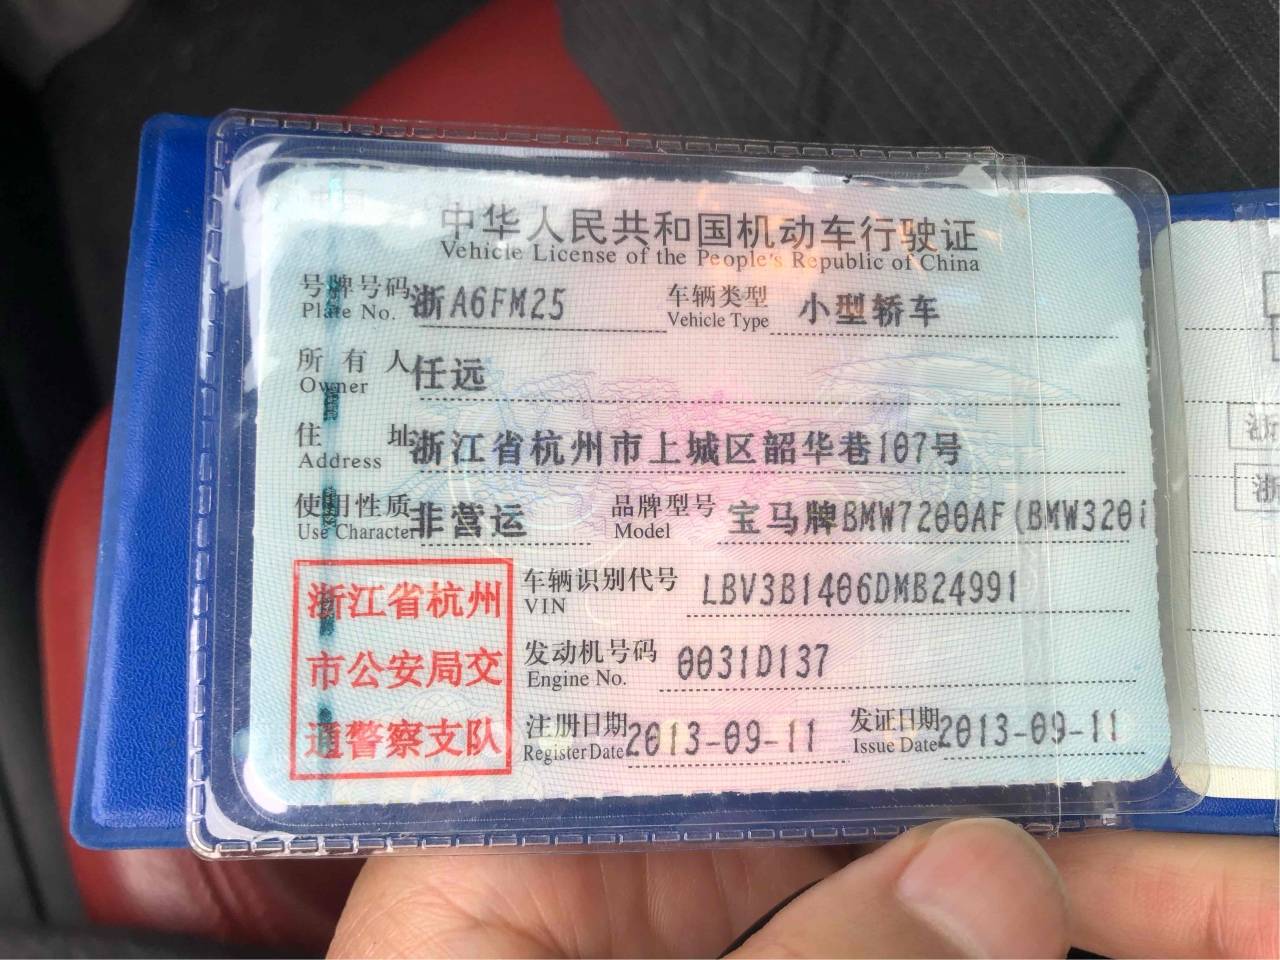 中华人民共和国机动车行驶证
Vehicle License of the People's Republic of China
号牌号码 浙A6FM25 车辆类型 小型轿车
Plate No. Vehicle Type
所有人 任远
Owner
住址 浙江省杭州市上城区韶华巷107号
Address
使用性质 非营运 品牌型号 宝马牌BMW7200AF(BMW320i
Use Character Model
浙江省杭州
市公安局交
通警察支队
车辆识别代号 LBV3B1406DMB24991
VIN
发动机号码 0031D137
Engine No.
注册日期 2013-09-11 发证日期 2013-09-11
Register Date Issue Date
浙
浙